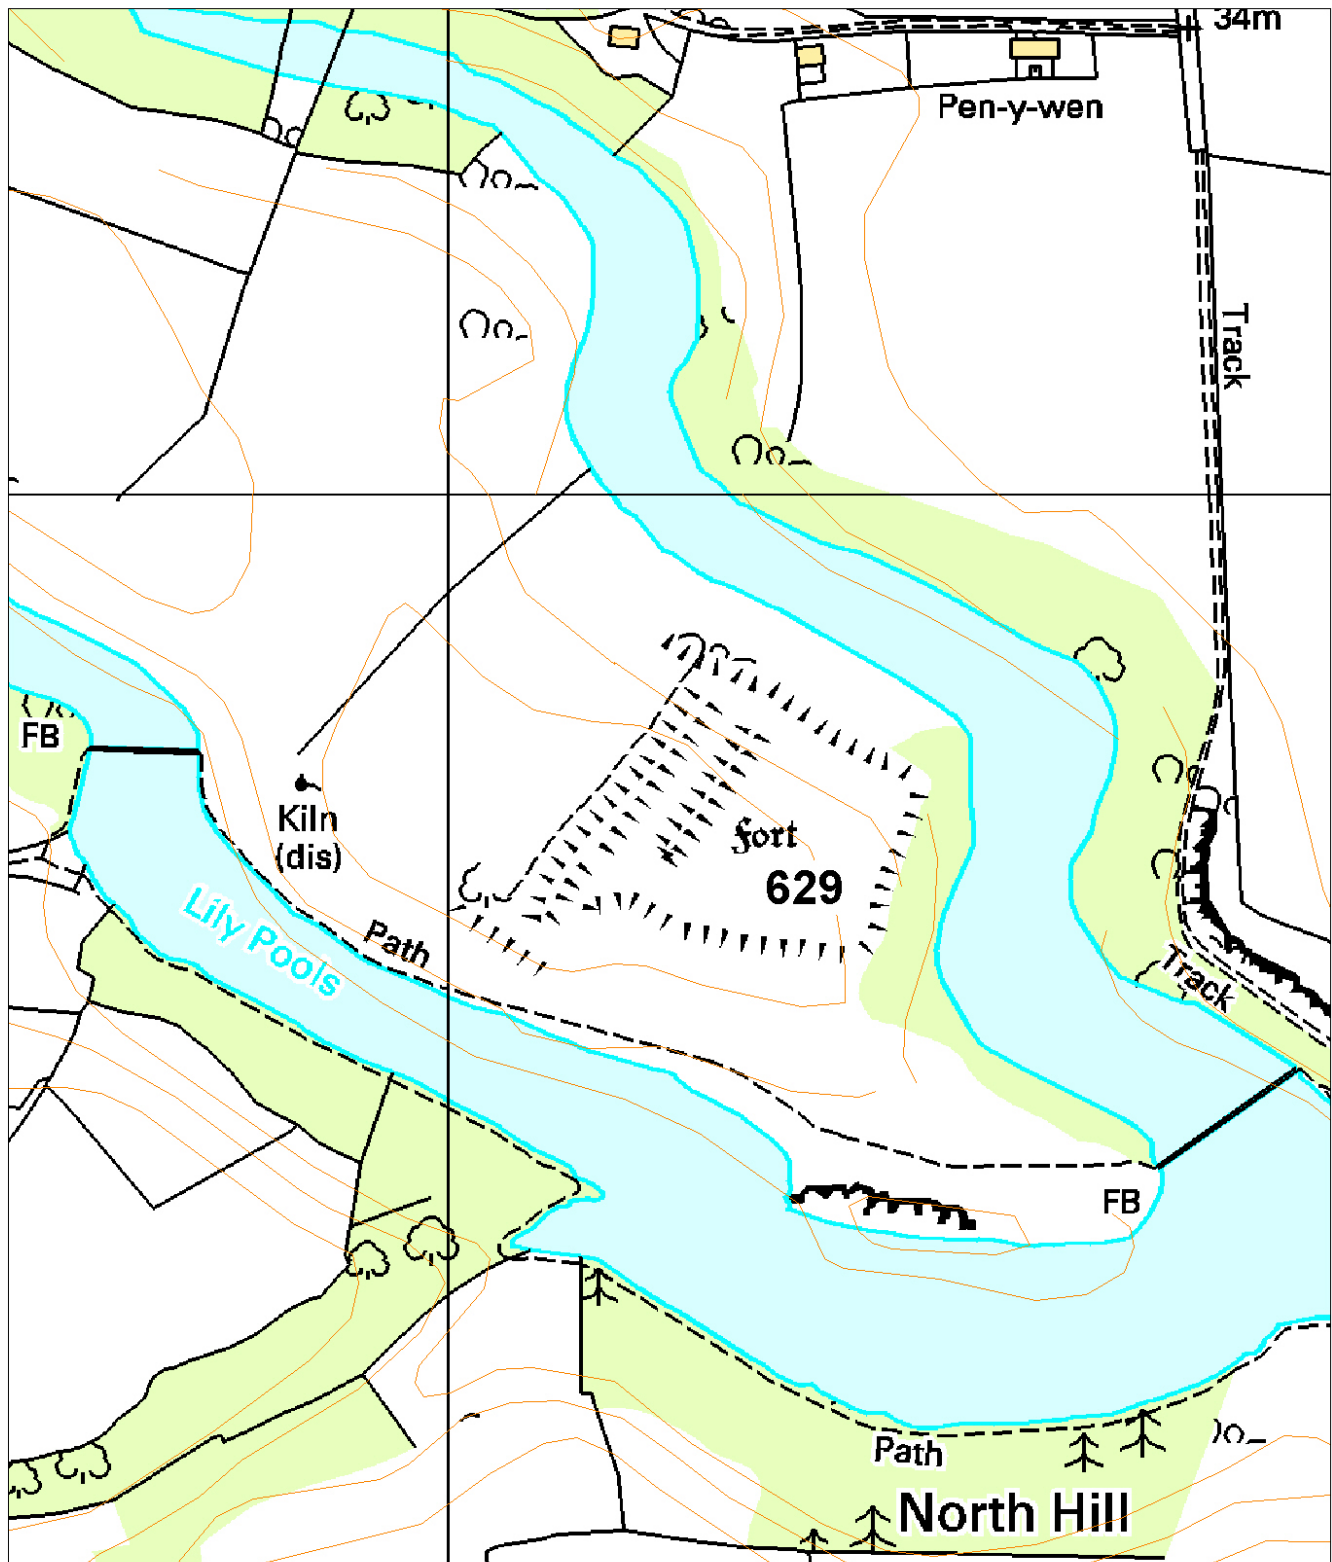 34m
Pen-y-wen
Track
FB
Kiln
(dis)
Fort
629
Lily Pools
Path
Track
FB
Path
North Hill